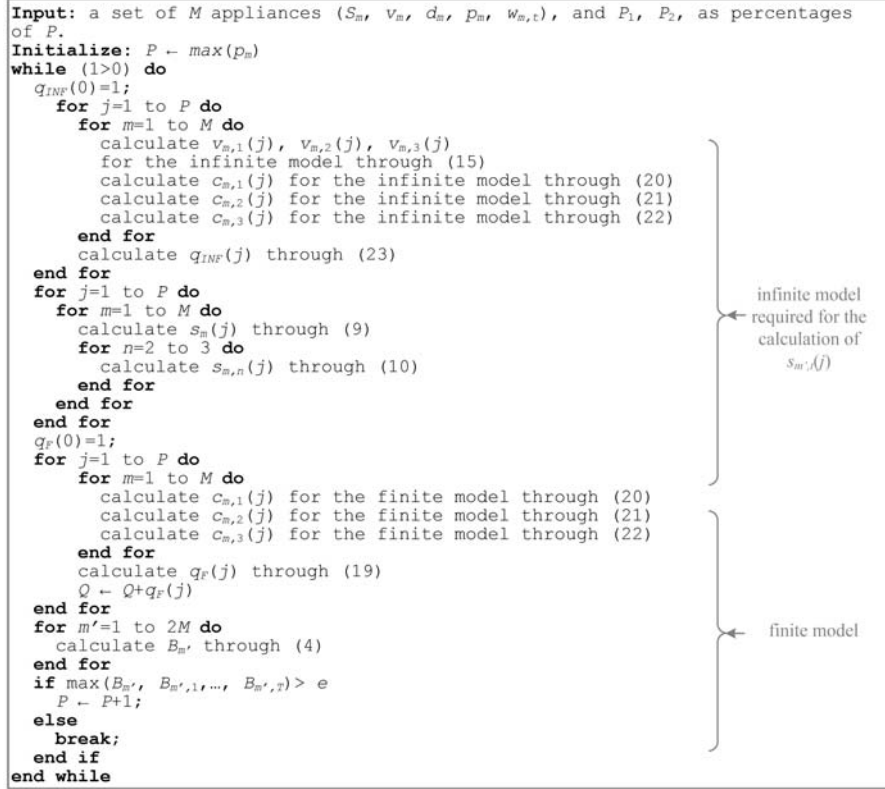 Input: a set of M appliances (Sm, vm, dm, pm, wm,t), and P1, P2, as percentages
of P.
Initialize: P ← max(pm)
while (1>0) do
qINF(0)=1;
for j=1 to P do
for m=1 to M do
calculate vm,1(j), vm,2(j), vm,3(j)
for the infinite model through (15)
calculate cm,1(j) for the infinite model through (20)
calculate cm,2(j) for the infinite model through (21)
calculate cm,3(j) for the infinite model through (22)
end for
calculate qINF(j) through (23)
end for
for j=1 to P do
for m=1 to M do
calculate sm(j) through (9)
for n=2 to 3 do
calculate sm,n(j) through (10)
end for
end for
end for
qF(0)=1;
for j=1 to P do
for m=1 to M do
calculate cm,1(j) for the finite model through (20)
calculate cm,2(j) for the finite model through (21)
calculate cm,3(j) for the finite model through (22)
end for
calculate qF(j) through (19)
Q ← Q+qF(j)
end for
for m'=1 to 2M do
calculate Bm' through (4)
end for
if max(Bm', Bm',1,…, Bm',T)> e
P ← P+1;
else
break;
end if
end while
infinite model
required for the
calculation of
sm',i(j)
finite model